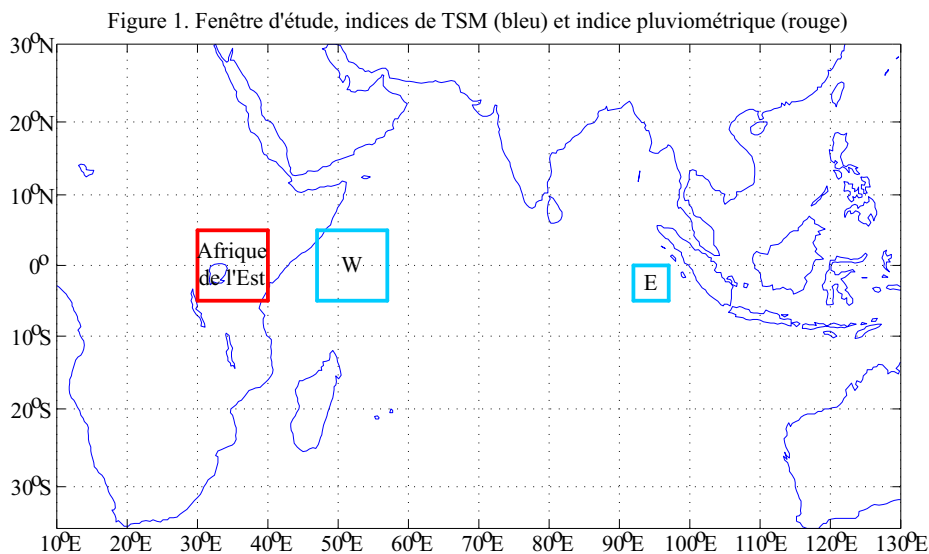 Figure 1. Fenêtre d'étude, indices de TSM (bleu) et indice pluviométrique (rouge)
30°N
20°N
10°N
0°
10°S
20°S
30°S
Afrique
de l'Est
W
E
10°E 20°E 30°E 40°E 50°E 60°E 70°E 80°E 90°E 100°E 110°E 120°E 130°E